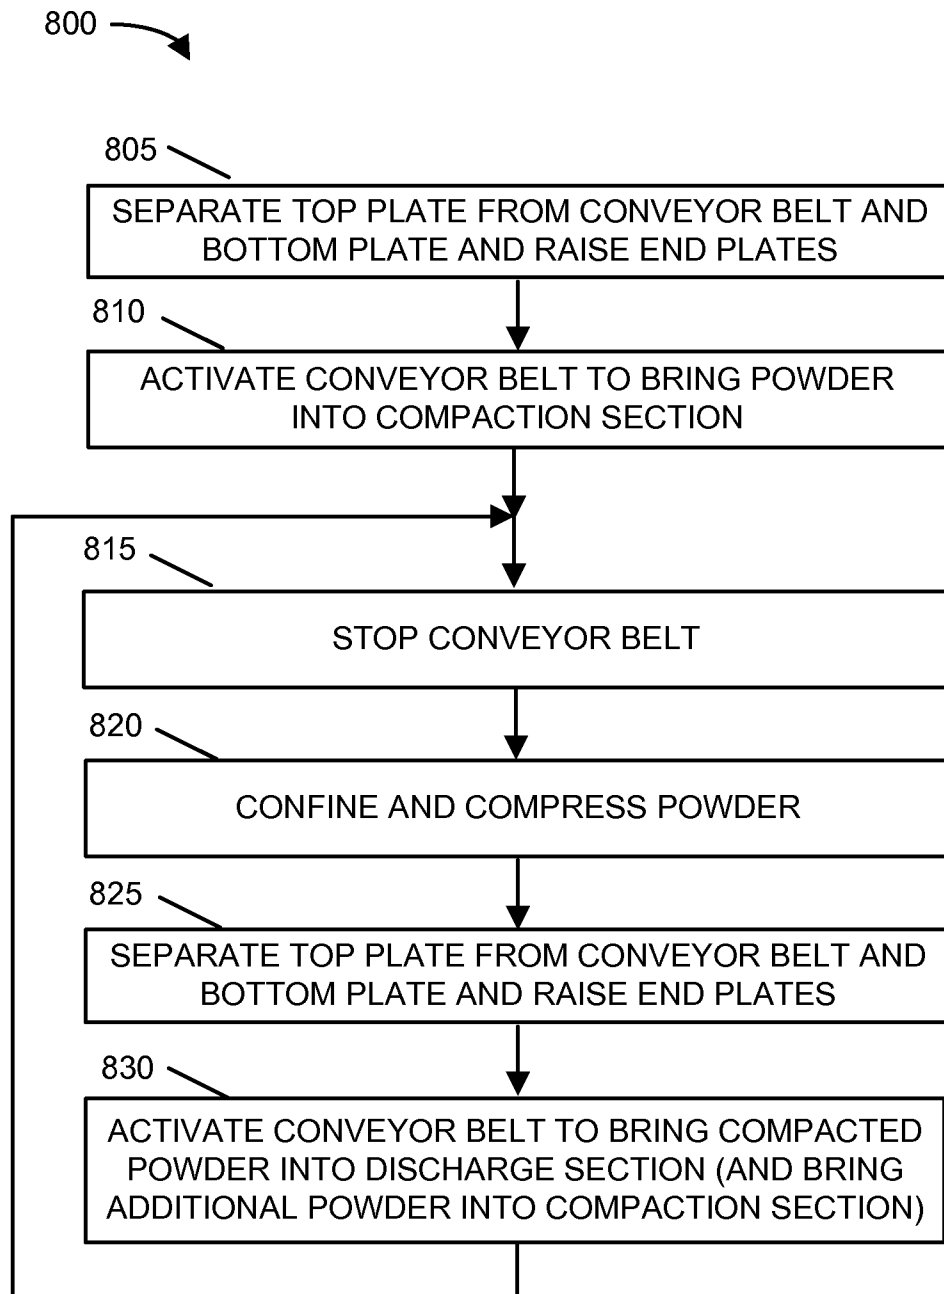 800
805
SEPARATE TOP PLATE FROM CONVEYOR BELT AND
BOTTOM PLATE AND RAISE END PLATES
810
ACTIVATE CONVEYOR BELT TO BRING POWDER
INTO COMPACTION SECTION
815
STOP CONVEYOR BELT
820
CONFINE AND COMPRESS POWDER
825
SEPARATE TOP PLATE FROM CONVEYOR BELT AND
BOTTOM PLATE AND RAISE END PLATES
830
ACTIVATE CONVEYOR BELT TO BRING COMPACTED
POWDER INTO DISCHARGE SECTION (AND BRING
ADDITIONAL POWDER INTO COMPACTION SECTION)